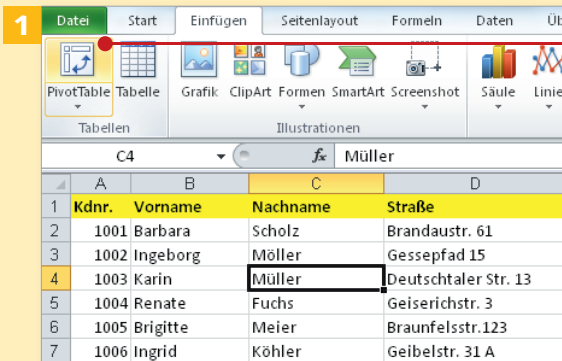 1
Datei Start Einfügen Seitenlayout Formeln Daten Üb
PivotTable Tabelle Grafik ClipArt Formen SmartArt Screenshot Säule Linie
Tabellen Illustrationen
C4 fx Müller
A B C D
1 Kdnr. Vorname Nachname Straße
2 1001 Barbara Scholz Brandaustr. 61
3 1002 Ingeborg Möller Gessepfad 15
4 1003 Karin Müller Deutschtaler Str. 13
5 1004 Renate Fuchs Geiserichstr. 3
6 1005 Brigitte Meier Braunfelsstr.123
7 1006 Ingrid Köhler Geibelstr. 31 A